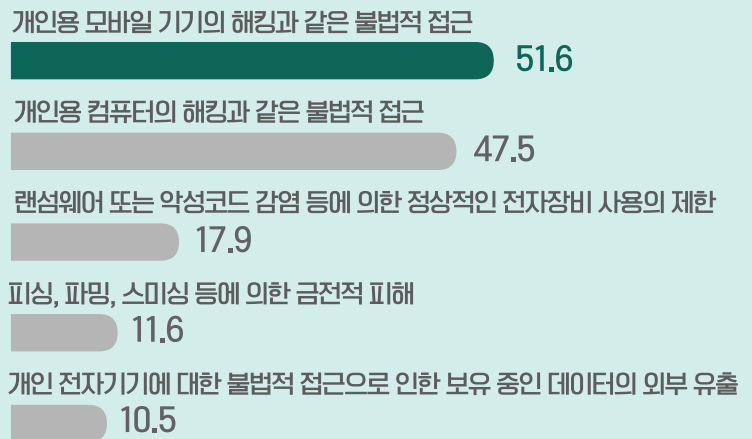 개인용 모바일 기기의 해킹과 같은 불법적 접근
51.6
개인용 컴퓨터의 해킹과 같은 불법적 접근
47.5
랜섬웨어 또는 악성코드 감염 등에 의한 정상적인 전자장비 사용의 제한
17.9
피싱, 파밍, 스미싱 등에 의한 금전적 피해
11.6
개인 전자기기에 대한 불법적 접근으로 인한 보유 중인 데이터의 외부 유출
10.5